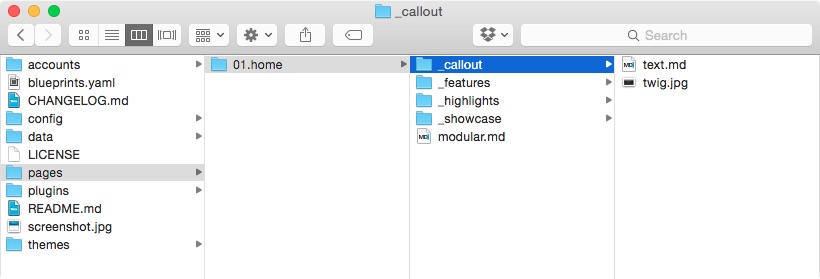 _callout
Search
accounts
blueprints.yaml
CHANGELOG.md
config
data
LICENSE
pages
plugins
README.md
screenshot.jpg
themes
01.home
_callout
_features
_highlights
_showcase
modular.md
text.md
twig.jpg